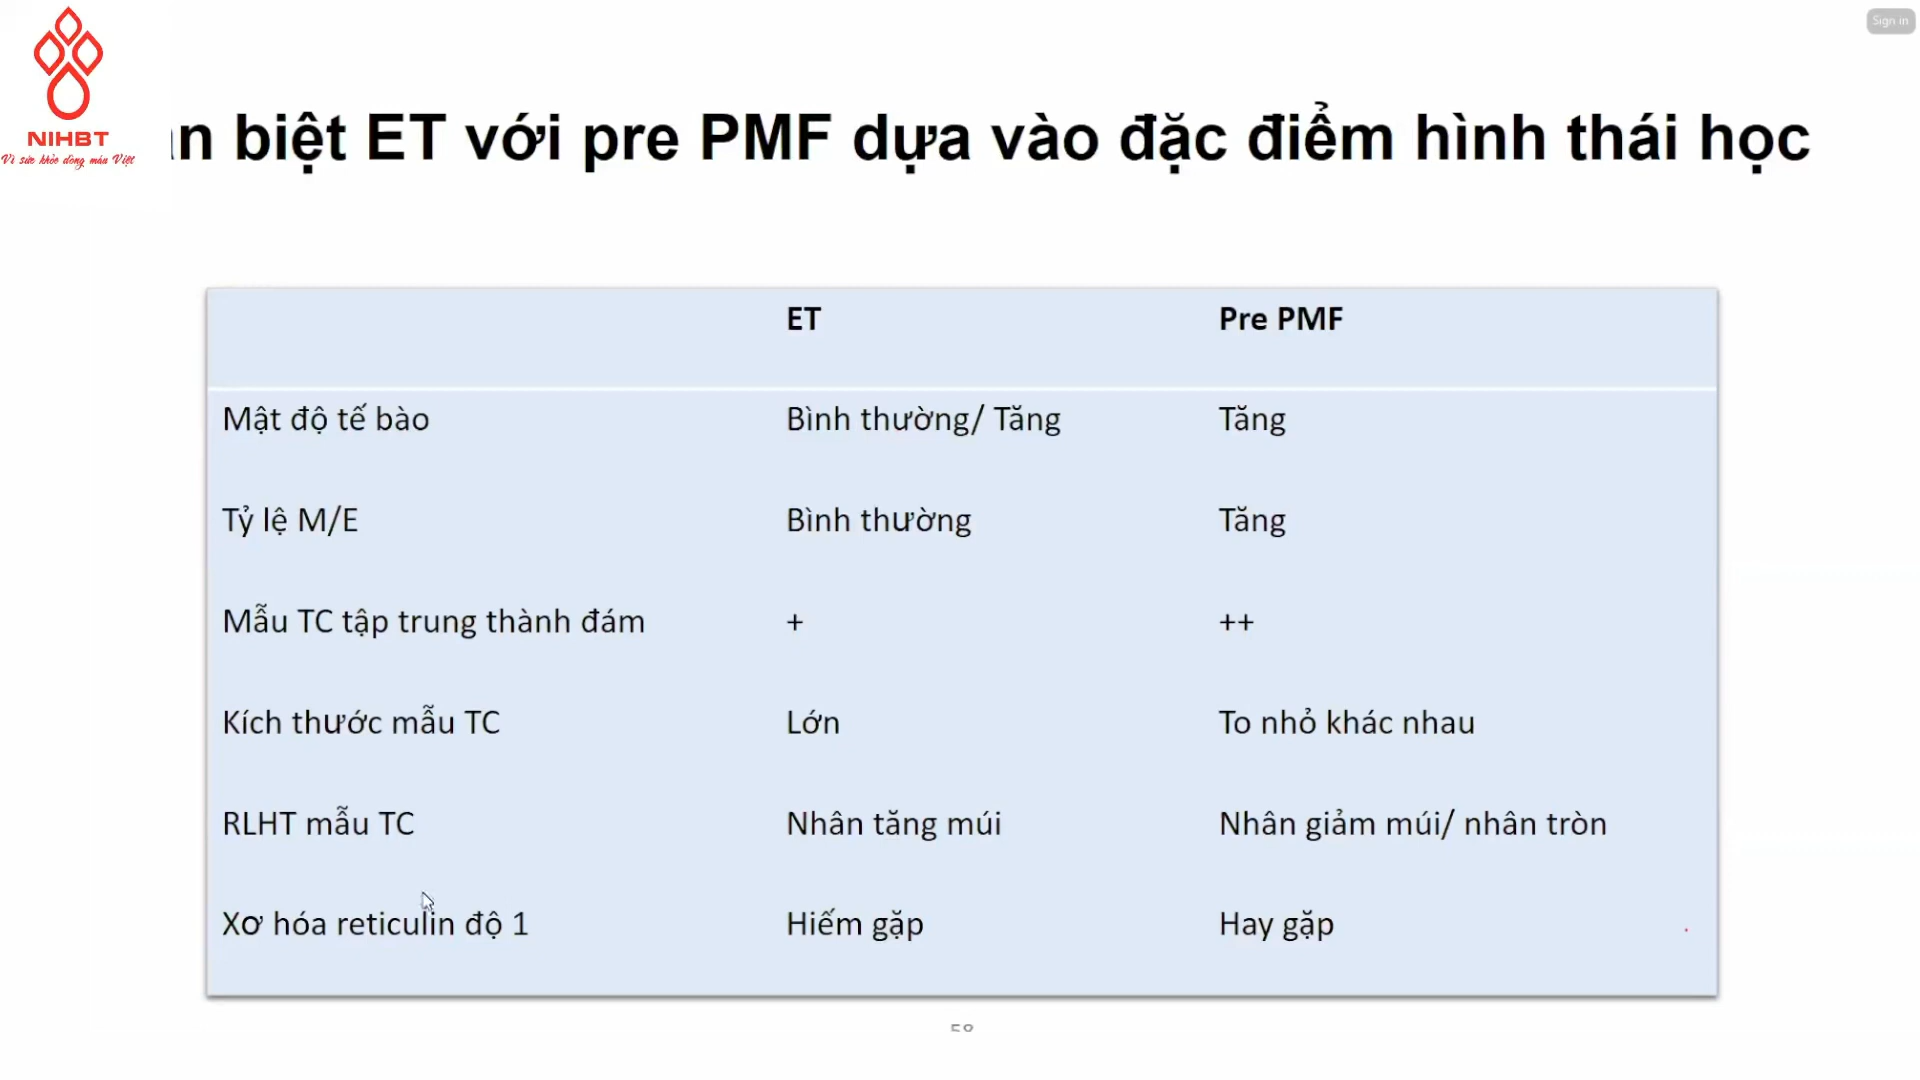 Sign in
NIHBT
Vì sức khỏe dòng máu Việt
biệt ET với pre PMF dựa vào đặc điểm hình thái học
ET Pre PMF
Mật độ tế bào Bình thường/ Tăng Tăng
Tỷ lệ M/E Bình thường Tăng
Mẫu TC tập trung thành đám + ++
Kích thước mẫu TC Lớn To nhỏ khác nhau
RLHT mẫu TC Nhân tăng múi Nhân giảm múi/ nhân tròn
Xơ hóa reticulin độ 1 Hiếm gặp Hay gặp